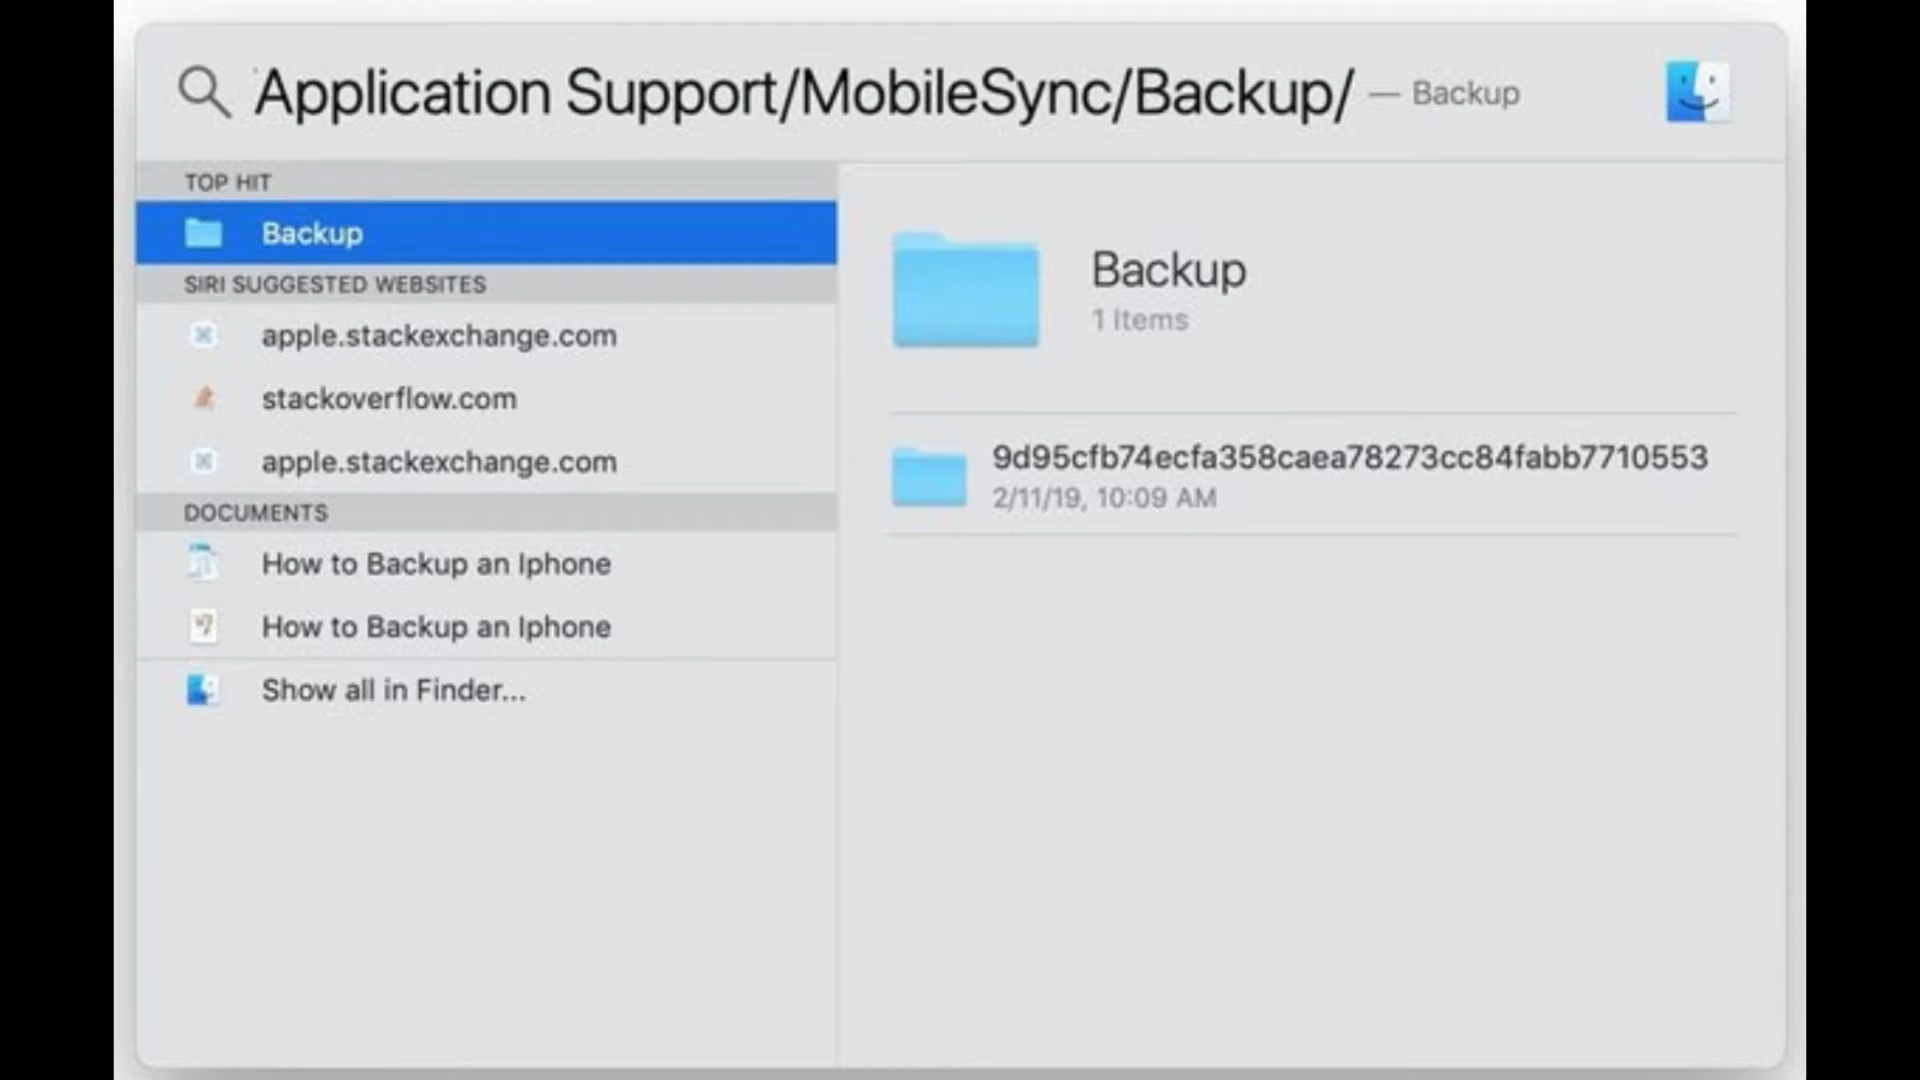 Application Support/MobileSync/Backup/ — Backup
TOP HIT
Backup
SIRI SUGGESTED WEBSITES
apple.stackexchange.com
stackoverflow.com
apple.stackexchange.com
DOCUMENTS
How to Backup an Iphone
How to Backup an Iphone
Show all in Finder...
Backup
1 Items
9d95cfb74ecfa358caea78273cc84fabb7710553
2/11/19, 10:09 AM